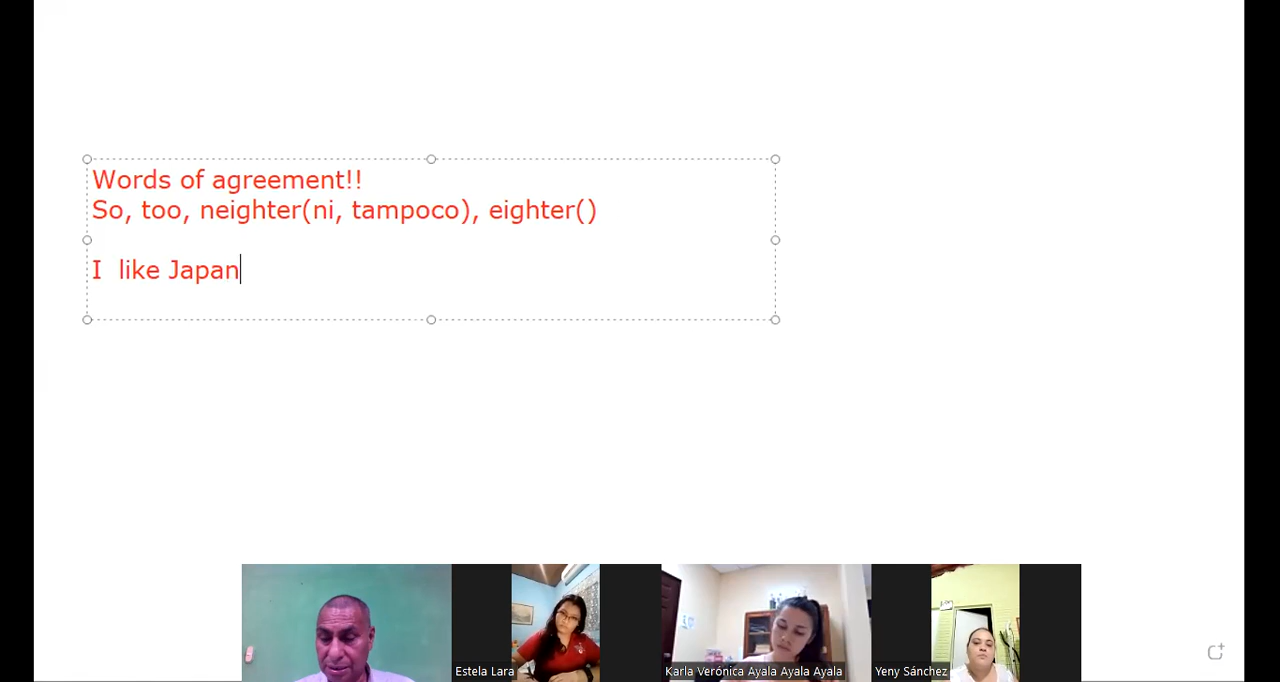 Words of agreement!!
So, too, neighter(ni, tampoco), eighter()
I  like Japan
Estela Lara
Karla Verónica Ayala Ayala Ayala
Yeny Sánchez